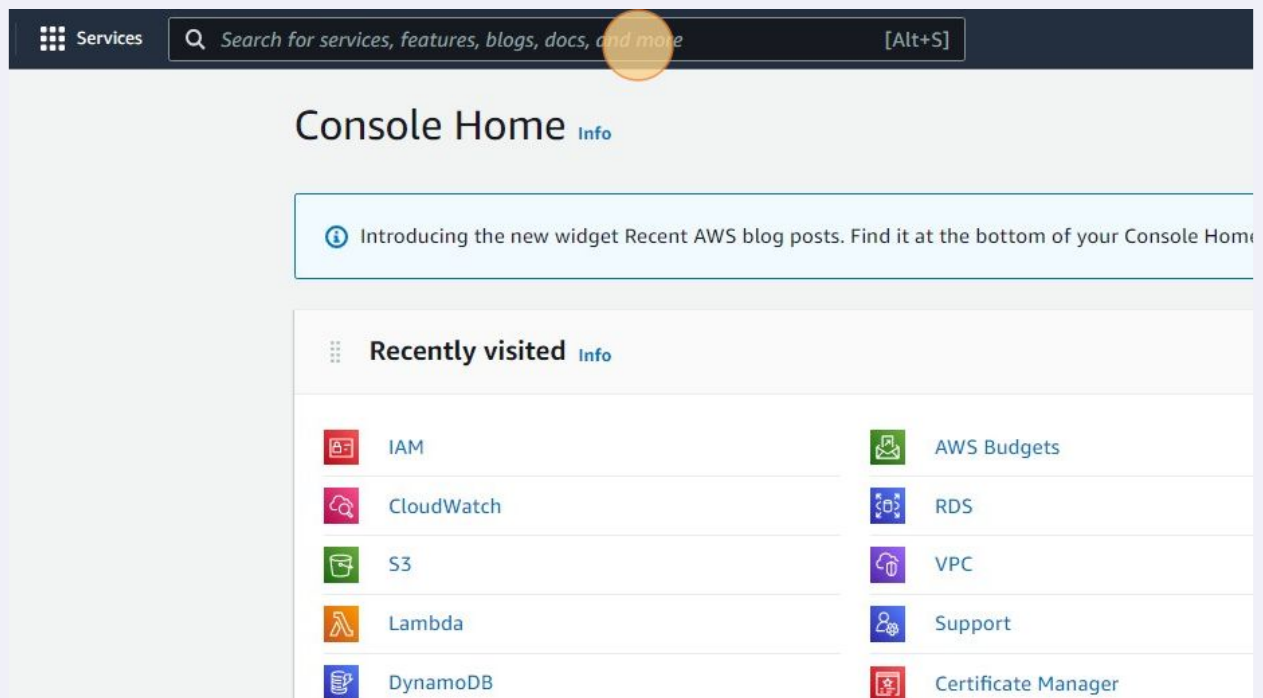 Services
Search for services, features, blogs, docs, and more [Alt+S]
Console Home Info
Introducing the new widget Recent AWS blog posts. Find it at the bottom of your Console Home
Recently visited Info
IAM
AWS Budgets
CloudWatch
RDS
S3
VPC
Lambda
Support
DynamoDB
Certificate Manager